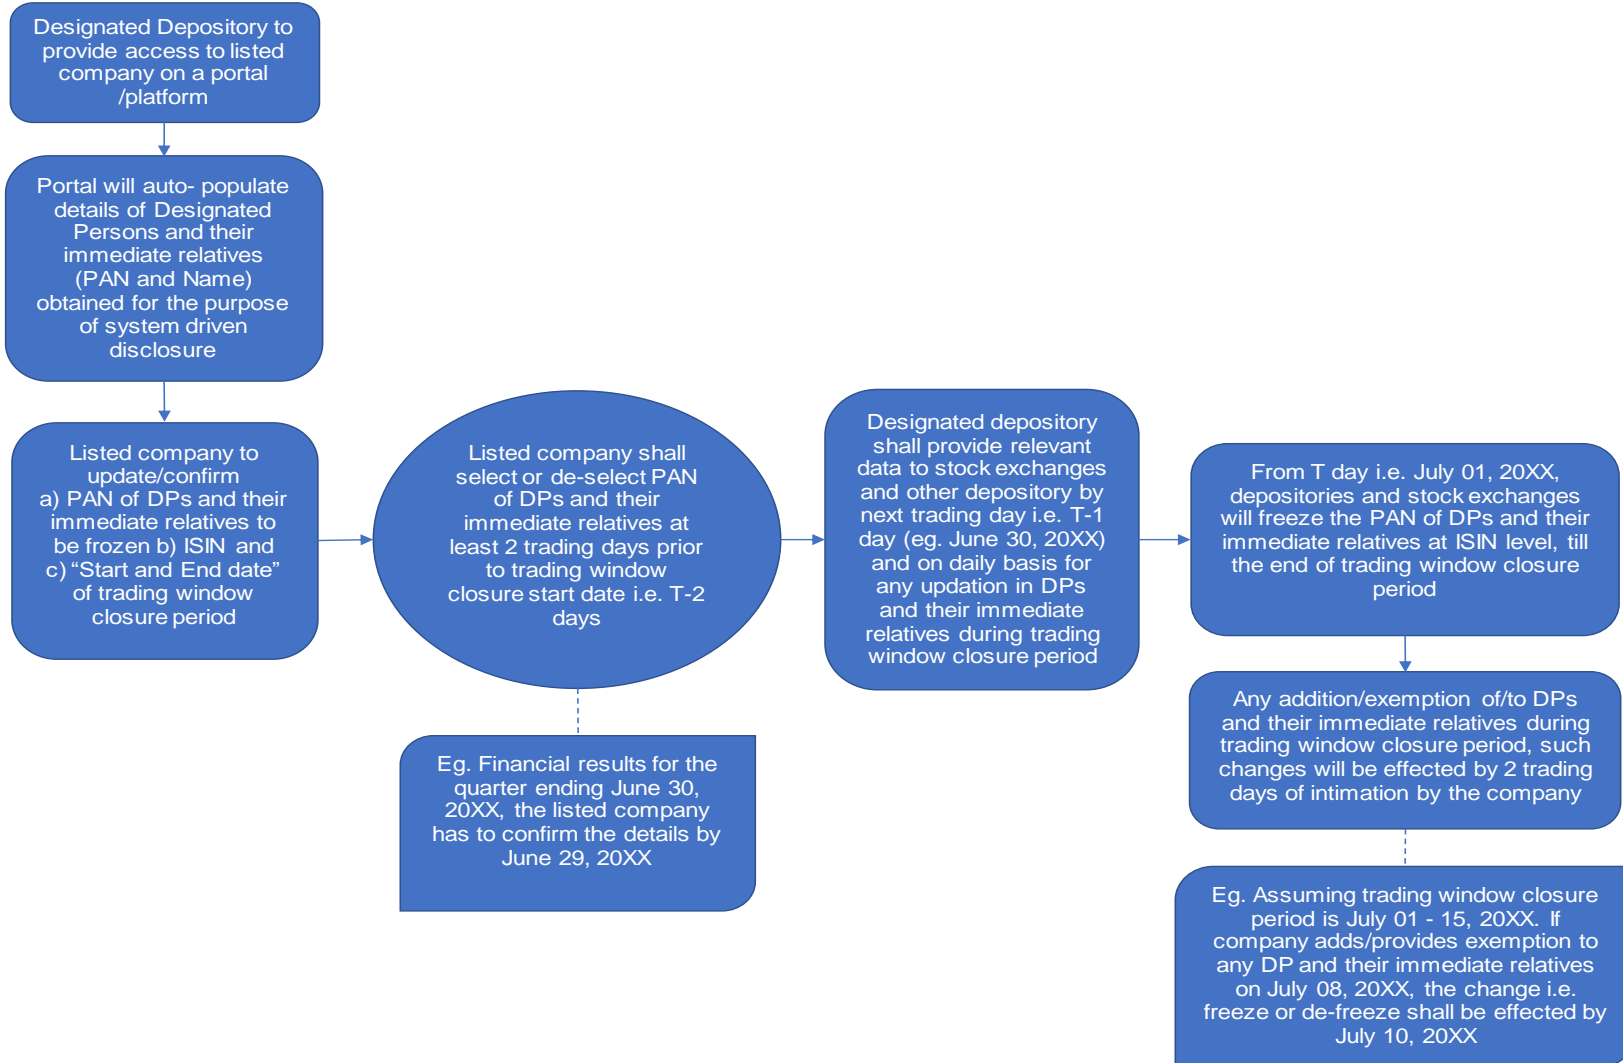 Designated Depository to
provide access to listed
company on a portal
/platform
Portal will auto- populate
details of Designated
Persons and their
immediate relatives
(PAN and Name)
obtained for the purpose
of system driven
disclosure
Listed company to
update/confirm
a) PAN of DPs and their
immediate relatives to
be frozen b) ISIN and
c) “Start and End date”
of trading window
closure period
Listed company shall
select or de-select PAN
of DPs and their
immediate relatives at
least 2 trading days prior
to trading window
closure start date i.e. T-2
days
Eg. Financial results for the
quarter ending June 30,
20XX, the listed company
has to confirm the details by
June 29, 20XX
Designated depository
shall provide relevant
data to stock exchanges
and other depository by
next trading day i.e. T-1
day (eg. June 30, 20XX)
and on daily basis for
any updation in DPs
and their immediate
relatives during trading
window closure period
From T day i.e. July 01, 20XX,
depositories and stock exchanges
will freeze the PAN of DPs and their
immediate relatives at ISIN level, till
the end of trading window closure
period
Any addition/exemption of/to DPs
and their immediate relatives during
trading window closure period, such
changes will be effected by 2 trading
days of intimation by the company
Eg. Assuming trading window closure
period is July 01 - 15, 20XX. If
company adds/provides exemption to
any DP and their immediate relatives
on July 08, 20XX, the change i.e.
freeze or de-freeze shall be effected by
July 10, 20XX